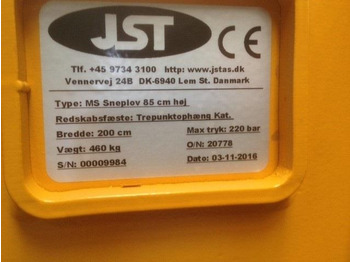 JST CE
Tlf. +45 9734 3100 http: www.jstas.dk
Vennervej 24B DK-6940 Lem St. Danmark
Type: MS Sneplov 85 cm høj
Redskabsfæste: Trepunktophæng Kat.
Bredde: 200 cm Max tryk: 220 bar
Vægt: 460 kg O/N: 20778
S/N: 00009984 Dato: 03-11-2016